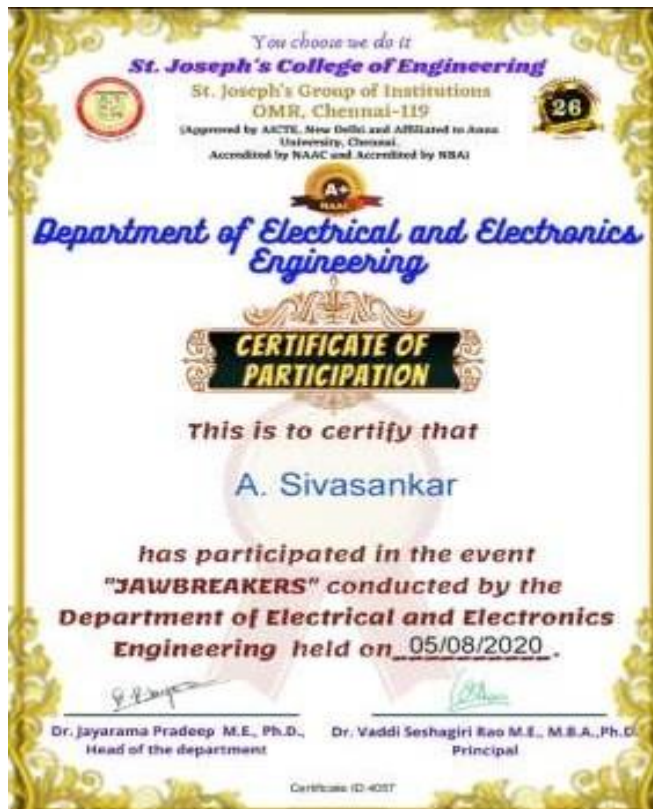 You choose we do it
St. Joseph's College of Engineering
St. Joseph's Group of Institutions
OMR, Chennai-119
(Approved by AICTE, New Delhi and Affiliated to Anna
University, Chennai.
Accredited by NAAC and Accredited by NBA)
26
A+
NAAC
Department of Electrical and Electronics
Engineering
CERTIFICATE OF
PARTICIPATION
This is to certify that
A. Sivasankar
has participated in the event
"JAWBREAKERS" conducted by the
Department of Electrical and Electronics
Engineering held on 05/08/2020.
Dr. Jayarama Pradeep M.E., Ph.D.,
Head of the department
Dr. Vaddi Seshagiri Rao M.E., M.B.A.,Ph.D.
Principal
Certificate ID:4057